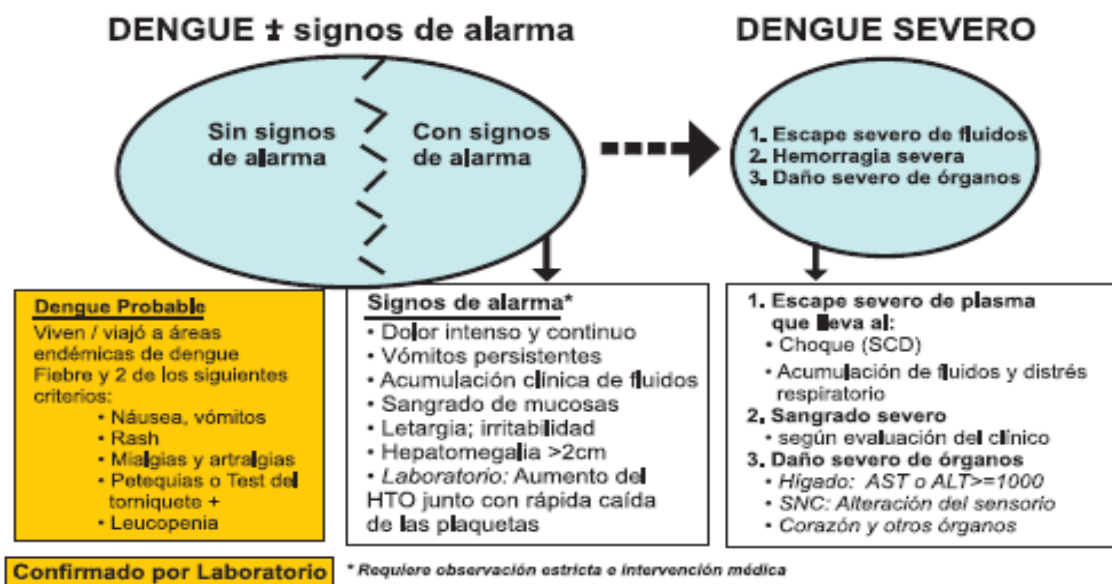 DENGUE ± signos de alarma
DENGUE SEVERO
Sin signos
de alarma
Con signos
de alarma
1. Escape severo de fluidos
2. Hemorragia severa
3. Daño severo de órganos
Dengue Probable
Viven / viajó a áreas
endémicas de dengue
Fiebre y 2 de los siguientes
criterios:
• Náusea, vómitos
• Rash
• Mialgias y artralgias
• Petequias o Test del
torniquete +
• Leucopenia
Signos de alarma*
• Dolor intenso y continuo
• Vómitos persistentes
• Acumulación clínica de fluidos
• Sangrado de mucosas
• Letargia; irritabilidad
• Hepatomegalia >2cm
• Laboratorio: Aumento del
HTO junto con rápida caída
de las plaquetas
1. Escape severo de plasma
que lleva al:
• Choque (SCD)
• Acumulación de fluidos y distrés
respiratorio
2. Sangrado severo
• según evaluación del clínico
3. Daño severo de órganos
• Hígado: AST o ALT>=1000
• SNC: Alteración del sensorio
• Corazón y otros órganos
Confirmado por Laboratorio
* Requiere observación estricta e intervención médica